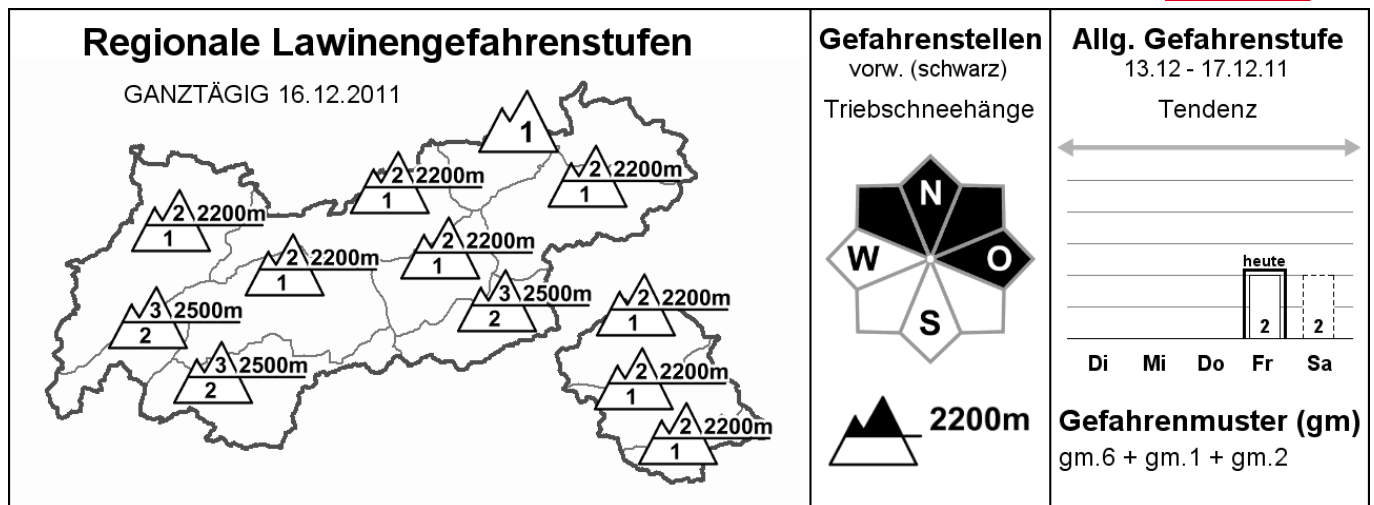 Regionale Lawinengefahrenstufen
GANZTÄGIG 16.12.2011
1
2 2200m
1
2 2200m
1
2 2200m
1
2 2200m
1
2 2200m
1
3 2500m
2
3 2500m
2
3 2500m
2
2 2200m
1
2 2200m
1
2 2200m
1
Gefahrenstellen
vorw. (schwarz)
Triebschneehänge
N
W O
S
2200m
Allg. Gefahrenstufe
13.12 - 17.12.11
Tendenz
heute
2 2
Di Mi Do Fr Sa
Gefahrenmuster (gm)
gm.6 + gm.1 + gm.2